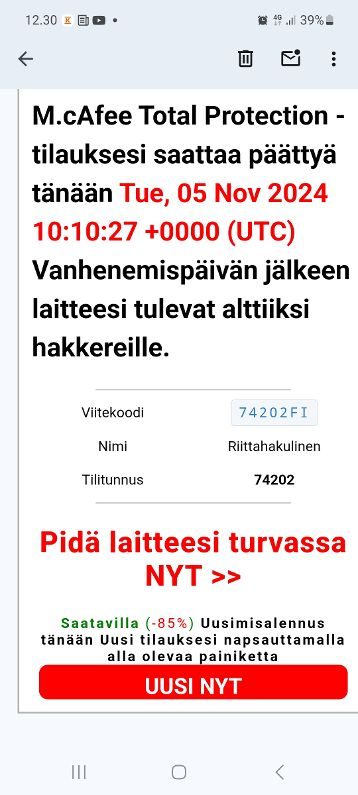 12.30
4G
39%
M.cAfee Total Protection -
tilauksesi saattaa päättyä
tänään Tue, 05 Nov 2024
10:10:27 +0000 (UTC)
Vanhenemispäivän jälkeen
laitteesi tulevat alttiiksi
hakkereille.
Viitekoodi 74202FI
Nimi Riittahakulinen
Tilitunnus 74202
Pidä laitteesi turvassa
NYT >>
Saatavilla (-85%) Uusimisalennus
tänään Uusi tilauksesi napsauttamalla
alla olevaa painiketta
UUSI NYT